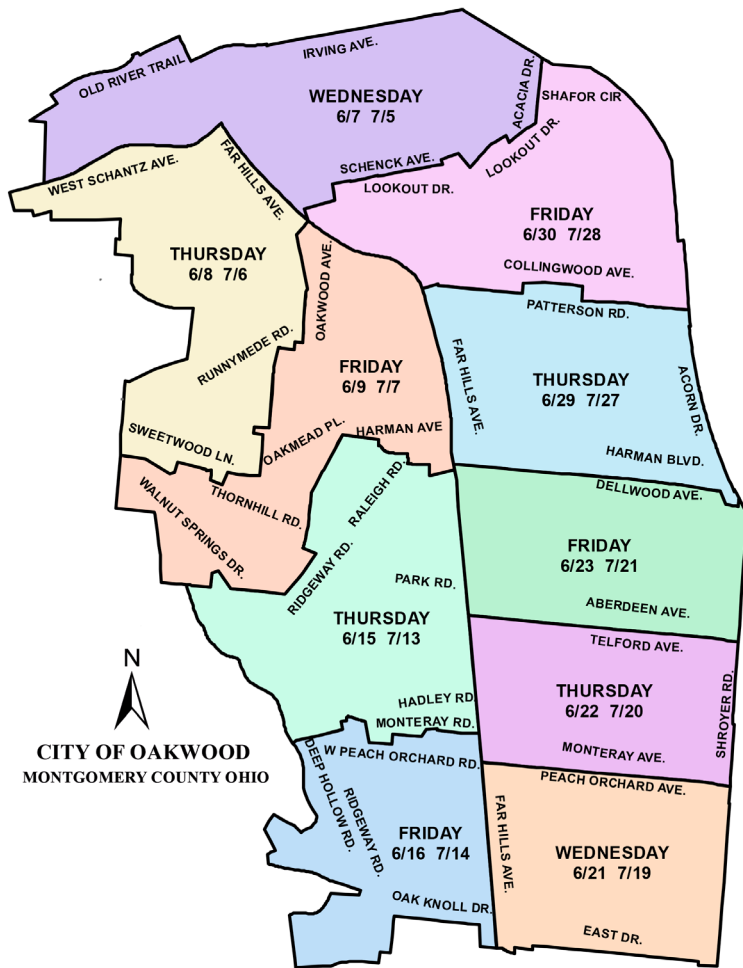 OLD RIVER TRAIL
IRVING AVE.
ACACIA DR.
SHAFOR CIR
WEDNESDAY
6/7  7/5
WEST SCHANTZ AVE.
FAR HILLS AVE.
SCHENCK AVE.
LOOKOUT DR.
LOOKOUT DR.
FRIDAY
6/30  7/28
COLLINGWOOD AVE.
THURSDAY
6/8  7/6
RUNNYMEDE RD.
SWEETWOOD LN.
OAKWOOD AVE.
FRIDAY
6/9  7/7
OAKMEAD PL.
HARMAN AVE
THORNHILL RD.
WALNUT SPRINGS DR.
PATTERSON RD.
FAR HILLS AVE.
THURSDAY
6/29  7/27
ACORN DR.
HARMAN BLVD.
DELLWOOD AVE.
FRIDAY
6/23  7/21
ABERDEEN AVE.
RALEIGH RD.
RIDGEWAY RD.
PARK RD.
THURSDAY
6/15  7/13
HADLEY RD.
MONTERAY RD.
TELFORD AVE.
THURSDAY
6/22  7/20
SHROYER RD.
MONTERAY AVE.
N
CITY OF OAKWOOD
MONTGOMERY COUNTY OHIO
W PEACH ORCHARD RD.
DEEP HOLLOW RD.
RIDGEWAY RD.
FRIDAY
6/16  7/14
OAK KNOLL DR.
PEACH ORCHARD AVE.
FAR HILLS AVE.
WEDNESDAY
6/21  7/19
EAST DR.